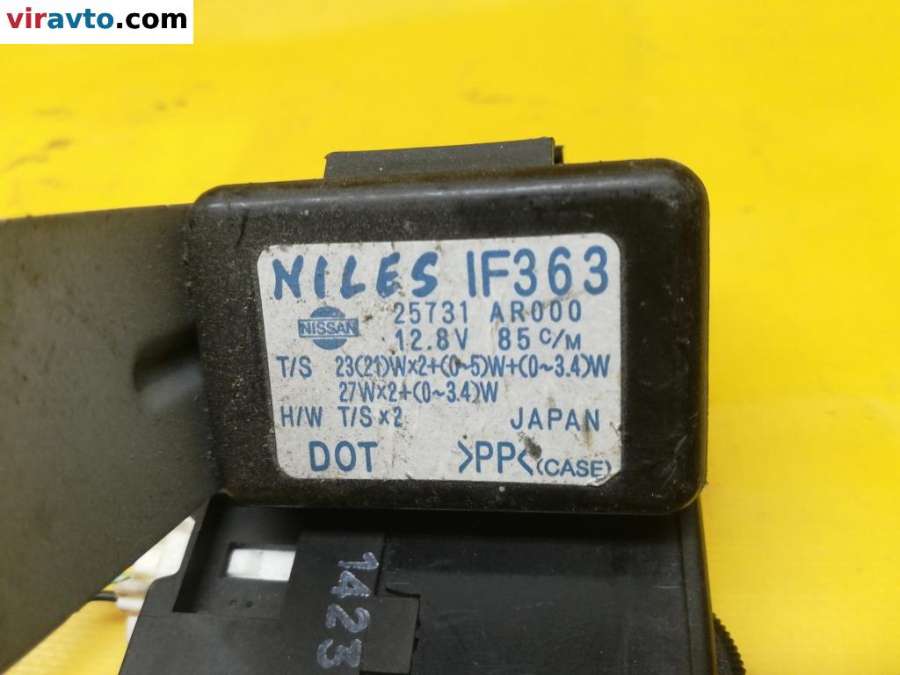 viravto.com
NILES IF363
NISSAN
25731 AR000
12.8V 85 C/M
T/S 23(21)W×2+(0~5)W+(0~3.4)W
27W×2+(0~3.4)W
H/W T/S×2 JAPAN
DOT >PP< (CASE)
1423